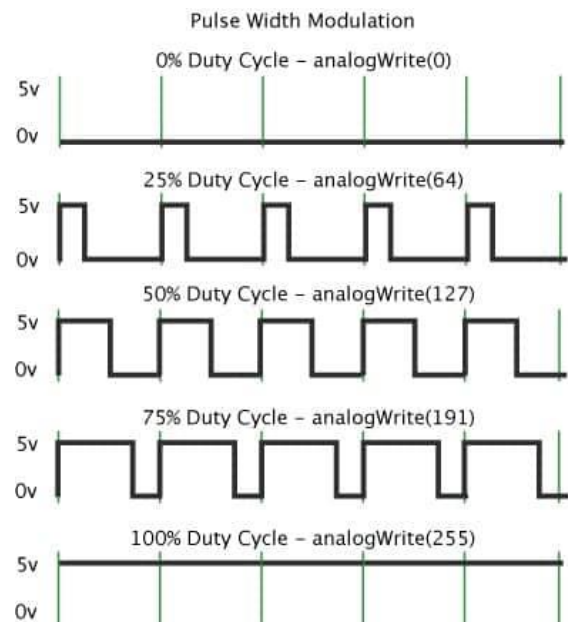 Pulse Width Modulation
0% Duty Cycle – analogWrite(0)
5v
0v
25% Duty Cycle – analogWrite(64)
5v
0v
50% Duty Cycle – analogWrite(127)
5v
0v
75% Duty Cycle – analogWrite(191)
5v
0v
100% Duty Cycle – analogWrite(255)
5v
0v